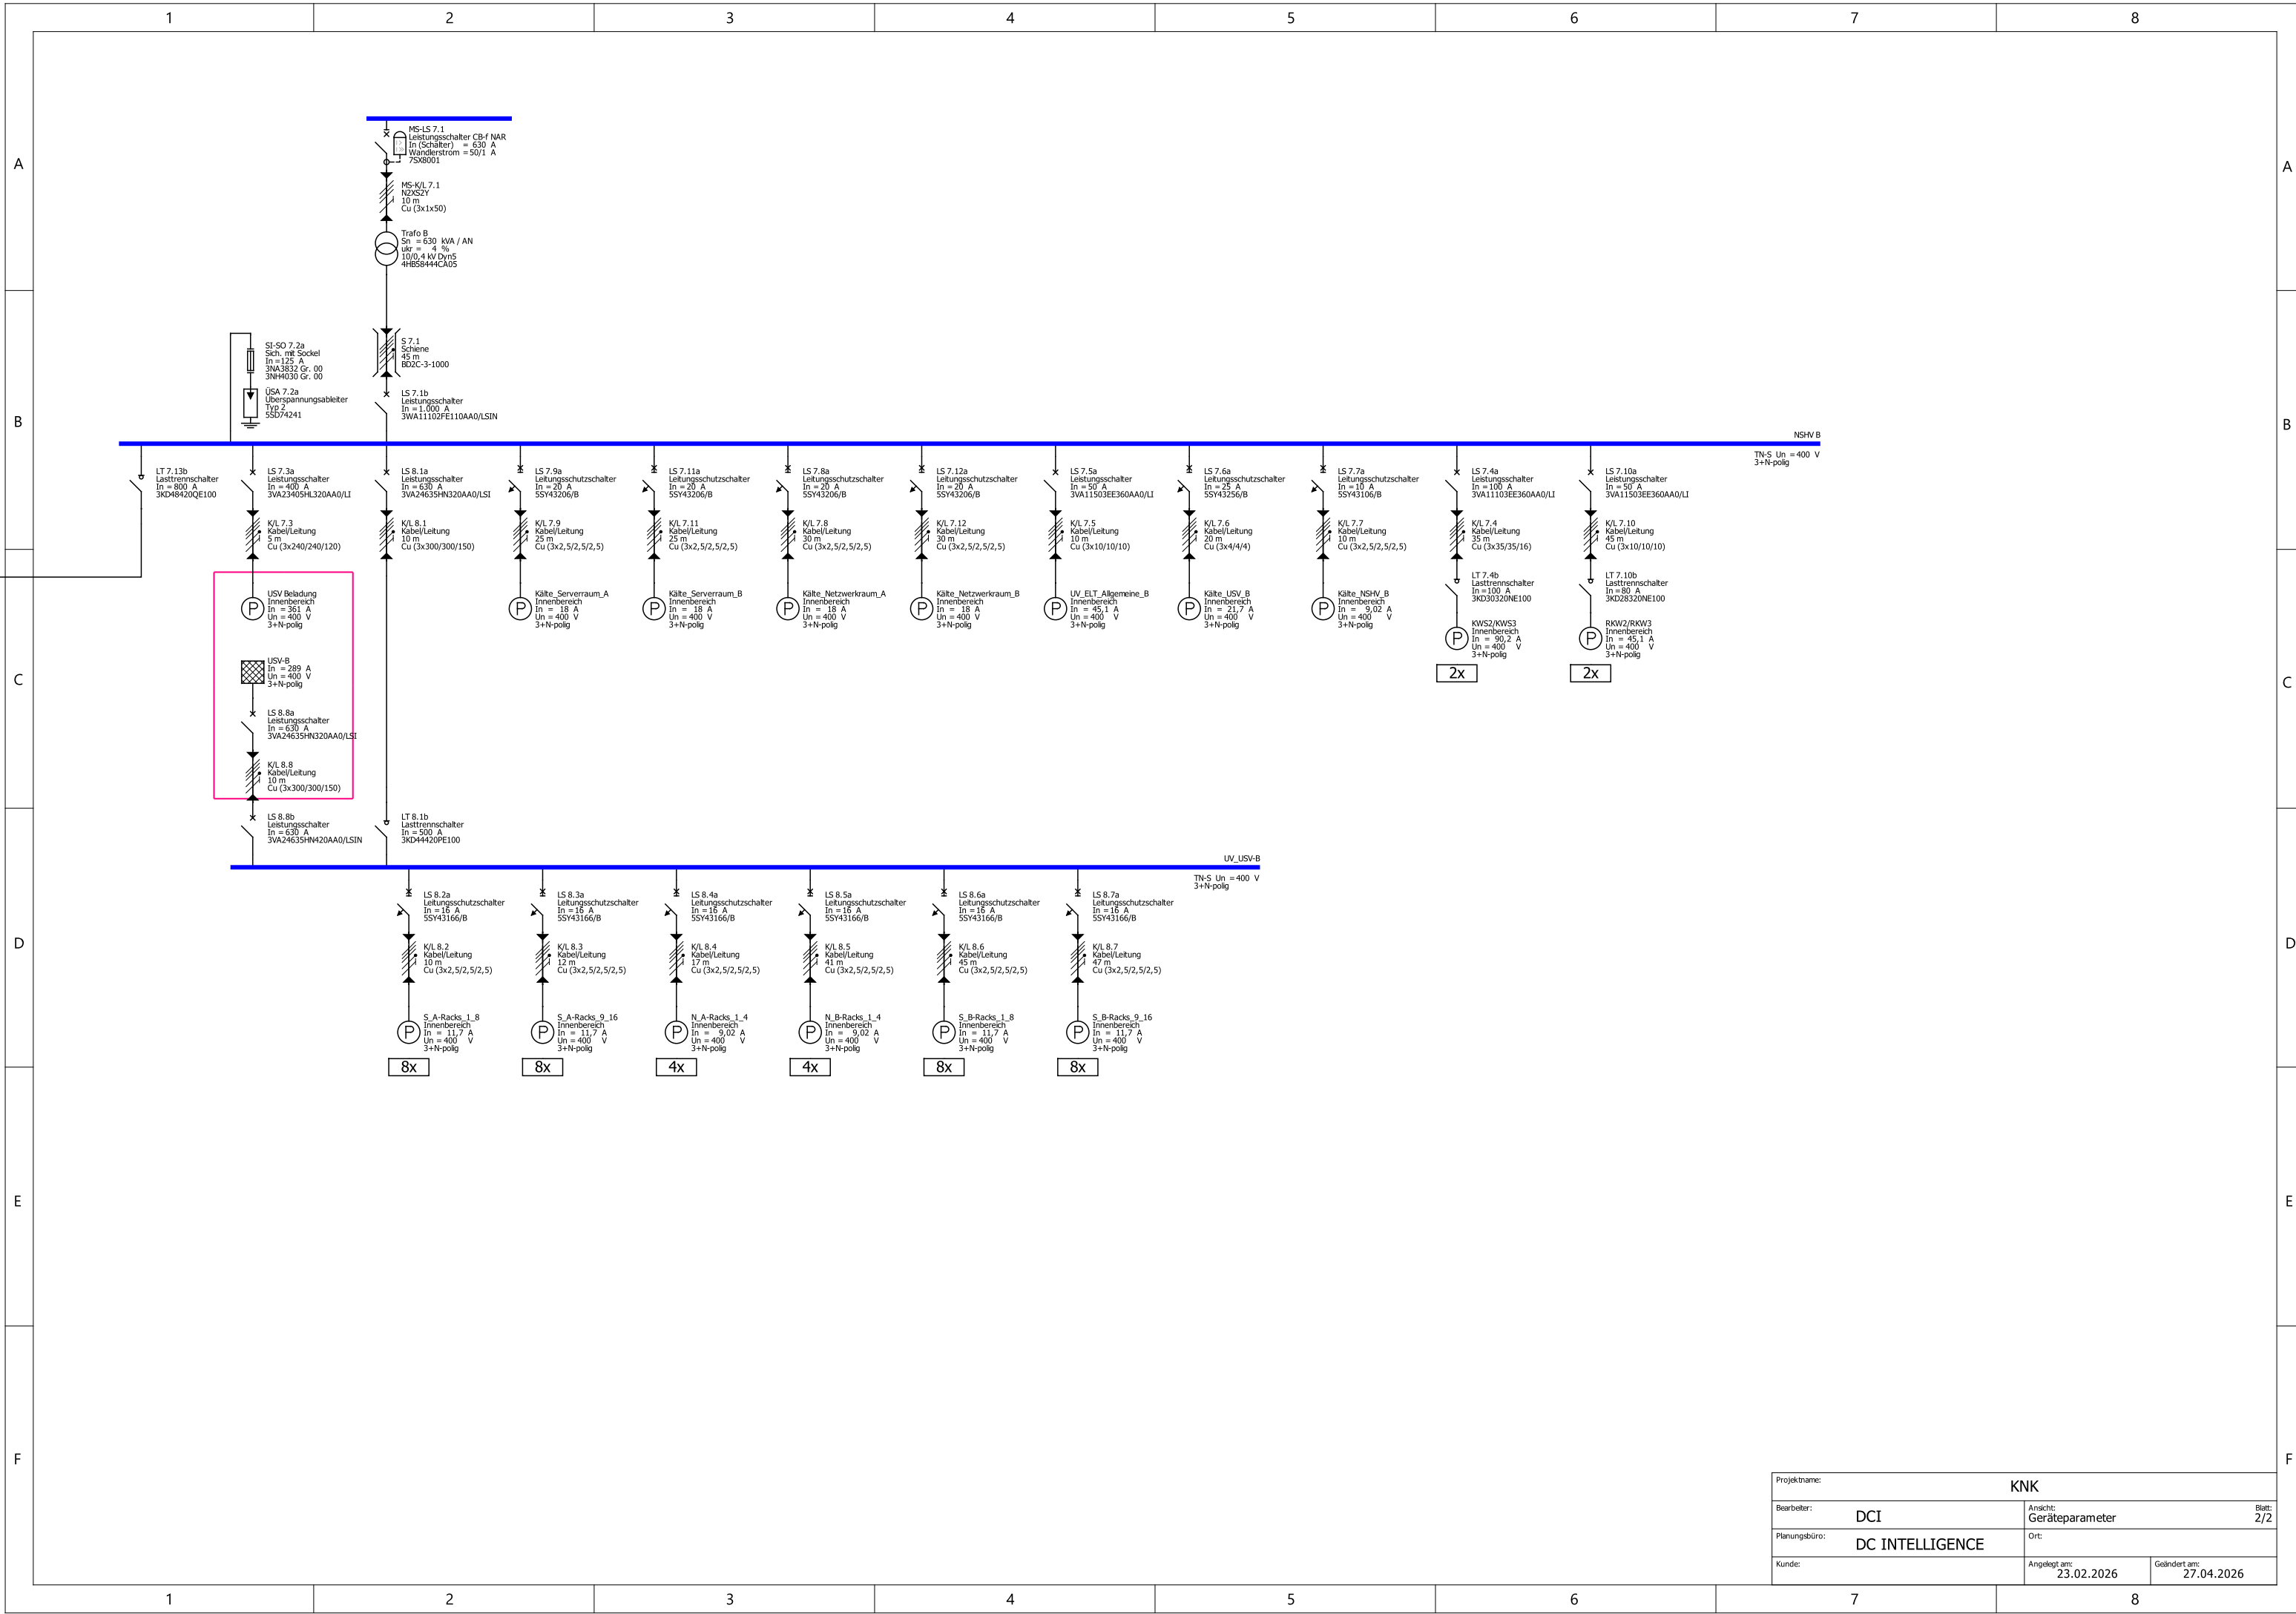 1 2 3 4 5 6 7 8
A A
MS-LS 7.1
Leistungsschalter CB-f NAR
In (Schalter) = 630 A
Wandlerstrom = 50/1 A
7SX8001
MS-K/L 7.1
N2XS2Y
10 m
Cu (3x1x50)
Trafo B
Sn = 630 kVA / AN
ukr = 4 %
10/0,4 kV Dyn5
4HB58444CA05
B B
SI-SO 7.2a
Sich. mit Sockel
In = 125 A
3NA3832 Gr. 00
3NH4030 Gr. 00
ÜSA 7.2a
Überspannungsableiter
Typ 2
5SD74241
S 7.1
Schiene
45 m
BD2C-3-1000
LS 7.1b
Leistungsschalter
In = 1.000 A
3WA11102FE110AA0/LSIN
NSHV B
TN-S Un = 400 V
3+N-polig
LT 7.13b
Lasttrennschalter
In = 800 A
3KD48420QE100
LS 7.3a
Leistungsschalter
In = 400 A
3VA23405HL320AA0/LI
K/L 7.3
Kabel/Leitung
5 m
Cu (3x240/240/120)
LS 8.1a
Leistungsschalter
In = 630 A
3VA24635HN320AA0/LSI
K/L 8.1
Kabel/Leitung
10 m
Cu (3x300/300/150)
LS 7.9a
Leitungsschutzschalter
In = 20 A
5SY43206/B
K/L 7.9
Kabel/Leitung
25 m
Cu (3x2,5/2,5/2,5)
LS 7.11a
Leitungsschutzschalter
In = 20 A
5SY43206/B
K/L 7.11
Kabel/Leitung
25 m
Cu (3x2,5/2,5/2,5)
LS 7.8a
Leitungsschutzschalter
In = 20 A
5SY43206/B
K/L 7.8
Kabel/Leitung
30 m
Cu (3x2,5/2,5/2,5)
LS 7.12a
Leitungsschutzschalter
In = 20 A
5SY43206/B
K/L 7.12
Kabel/Leitung
30 m
Cu (3x2,5/2,5/2,5)
LS 7.5a
Leistungsschalter
In = 50 A
3VA11503EE360AA0/LI
K/L 7.5
Kabel/Leitung
10 m
Cu (3x10/10/10)
LS 7.6a
Leitungsschutzschalter
In = 25 A
5SY43256/B
K/L 7.6
Kabel/Leitung
20 m
Cu (3x4/4/4)
LS 7.7a
Leitungsschutzschalter
In = 10 A
5SY43106/B
K/L 7.7
Kabel/Leitung
10 m
Cu (3x2,5/2,5/2,5)
LS 7.4a
Leistungsschalter
In = 100 A
3VA11103EE360AA0/LI
K/L 7.4
Kabel/Leitung
35 m
Cu (3x35/35/16)
LS 7.10a
Leistungsschalter
In = 50 A
3VA11503EE360AA0/LI
K/L 7.10
Kabel/Leitung
45 m
Cu (3x10/10/10)
C C
P
USV Beladung
Innenbereich
In = 361 A
Un = 400 V
3+N-polig
P
Kälte_Serverraum_A
Innenbereich
In = 18 A
Un = 400 V
3+N-polig
P
Kälte_Serverraum_B
Innenbereich
In = 18 A
Un = 400 V
3+N-polig
P
Kälte_Netzwerkraum_A
Innenbereich
In = 18 A
Un = 400 V
3+N-polig
P
Kälte_Netzwerkraum_B
Innenbereich
In = 18 A
Un = 400 V
3+N-polig
P
UV_ELT_Allgemeine_B
Innenbereich
In = 45,1 A
Un = 400 V
3+N-polig
P
Kälte_USV_B
Innenbereich
In = 21,7 A
Un = 400 V
3+N-polig
P
Kälte_NSHV_B
Innenbereich
In = 9,02 A
Un = 400 V
3+N-polig
LT 7.4b
Lasttrennschalter
In = 100 A
3KD30320NE100
P
KWS2/KWS3
Innenbereich
In = 90,2 A
Un = 400 V
3+N-polig
2x
LT 7.10b
Lasttrennschalter
In = 80 A
3KD28320NE100
P
RKW2/RKW3
Innenbereich
In = 45,1 A
Un = 400 V
3+N-polig
2x
USV-B
In = 289 A
Un = 400 V
3+N-polig
LS 8.8a
Leistungsschalter
In = 630 A
3VA24635HN320AA0/LSI
K/L 8.8
Kabel/Leitung
10 m
Cu (3x300/300/150)
D D
LS 8.8b
Leistungsschalter
In = 630 A
3VA24635HN420AA0/LSIN
LT 8.1b
Lasttrennschalter
In = 500 A
3KD44420PE100
UV_USV-B
TN-S Un = 400 V
3+N-polig
LS 8.2a
Leitungsschutzschalter
In = 16 A
5SY43166/B
K/L 8.2
Kabel/Leitung
10 m
Cu (3x2,5/2,5/2,5)
P
S_A-Racks_1_8
Innenbereich
In = 11,7 A
Un = 400 V
3+N-polig
8x
LS 8.3a
Leitungsschutzschalter
In = 16 A
5SY43166/B
K/L 8.3
Kabel/Leitung
12 m
Cu (3x2,5/2,5/2,5)
P
S_A-Racks_9_16
Innenbereich
In = 11,7 A
Un = 400 V
3+N-polig
8x
LS 8.4a
Leitungsschutzschalter
In = 16 A
5SY43166/B
K/L 8.4
Kabel/Leitung
17 m
Cu (3x2,5/2,5/2,5)
P
N_A-Racks_1_4
Innenbereich
In = 9,02 A
Un = 400 V
3+N-polig
4x
LS 8.5a
Leitungsschutzschalter
In = 16 A
5SY43166/B
K/L 8.5
Kabel/Leitung
41 m
Cu (3x2,5/2,5/2,5)
P
N_B-Racks_1_4
Innenbereich
In = 9,02 A
Un = 400 V
3+N-polig
4x
LS 8.6a
Leitungsschutzschalter
In = 16 A
5SY43166/B
K/L 8.6
Kabel/Leitung
45 m
Cu (3x2,5/2,5/2,5)
P
S_B-Racks_1_8
Innenbereich
In = 11,7 A
Un = 400 V
3+N-polig
8x
LS 8.7a
Leitungsschutzschalter
In = 16 A
5SY43166/B
K/L 8.7
Kabel/Leitung
47 m
Cu (3x2,5/2,5/2,5)
P
S_B-Racks_9_16
Innenbereich
In = 11,7 A
Un = 400 V
3+N-polig
8x
E E
F F
Projektname: KNK
Bearbeiter: DCI
Ansicht: Geräteparameter
Blatt: 2/2
Planungsbüro: DC INTELLIGENCE
Ort:
Kunde:
Angelegt am: 23.02.2026
Geändert am: 27.04.2026
1 2 3 4 5 6 7 8